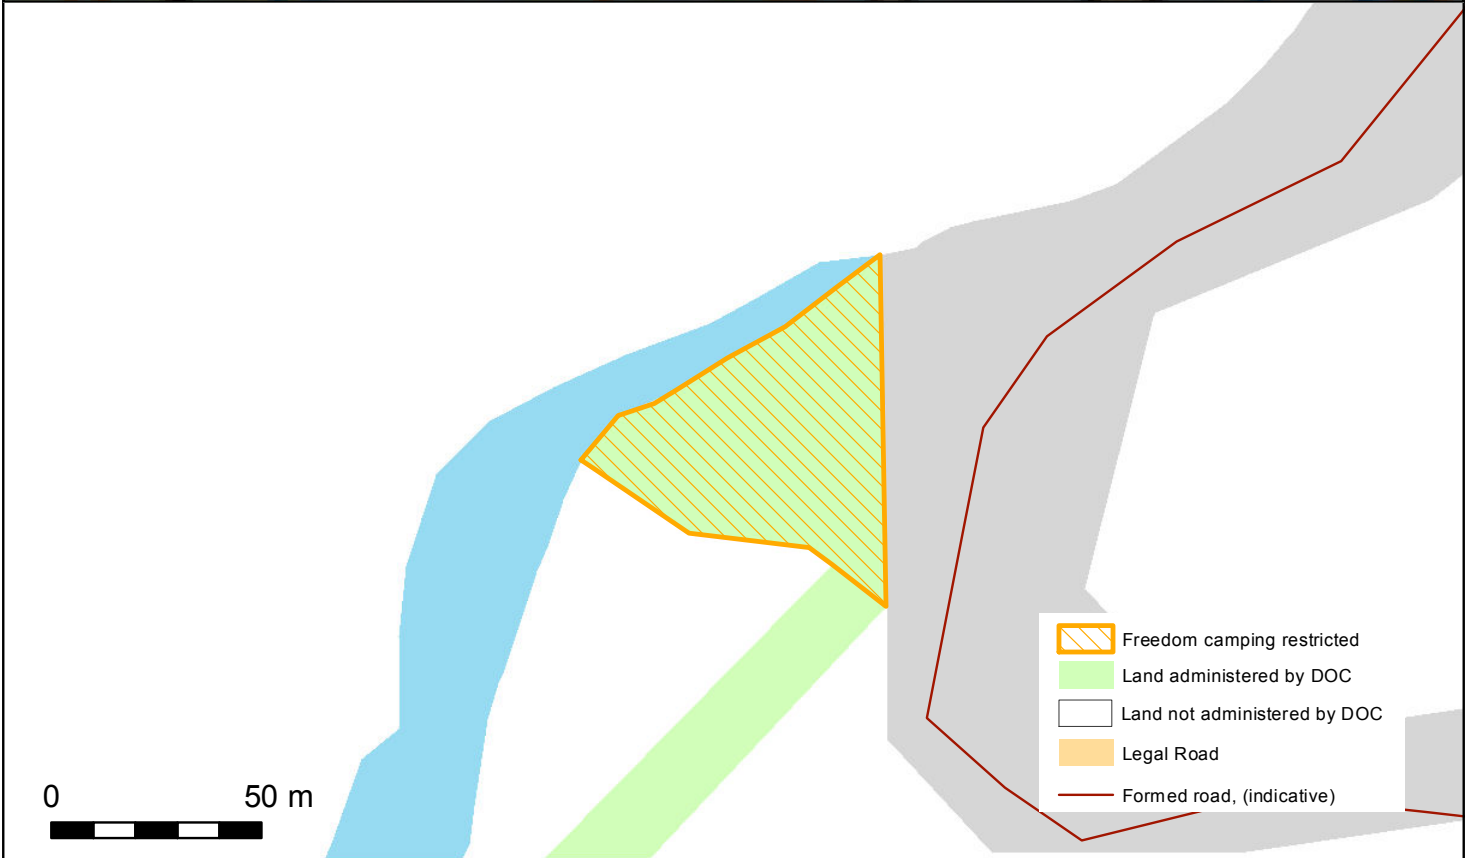 Freedom camping restricted
Land administered by DOC
Land not administered by DOC
Legal Road
Formed road, (indicative)
0 50 m